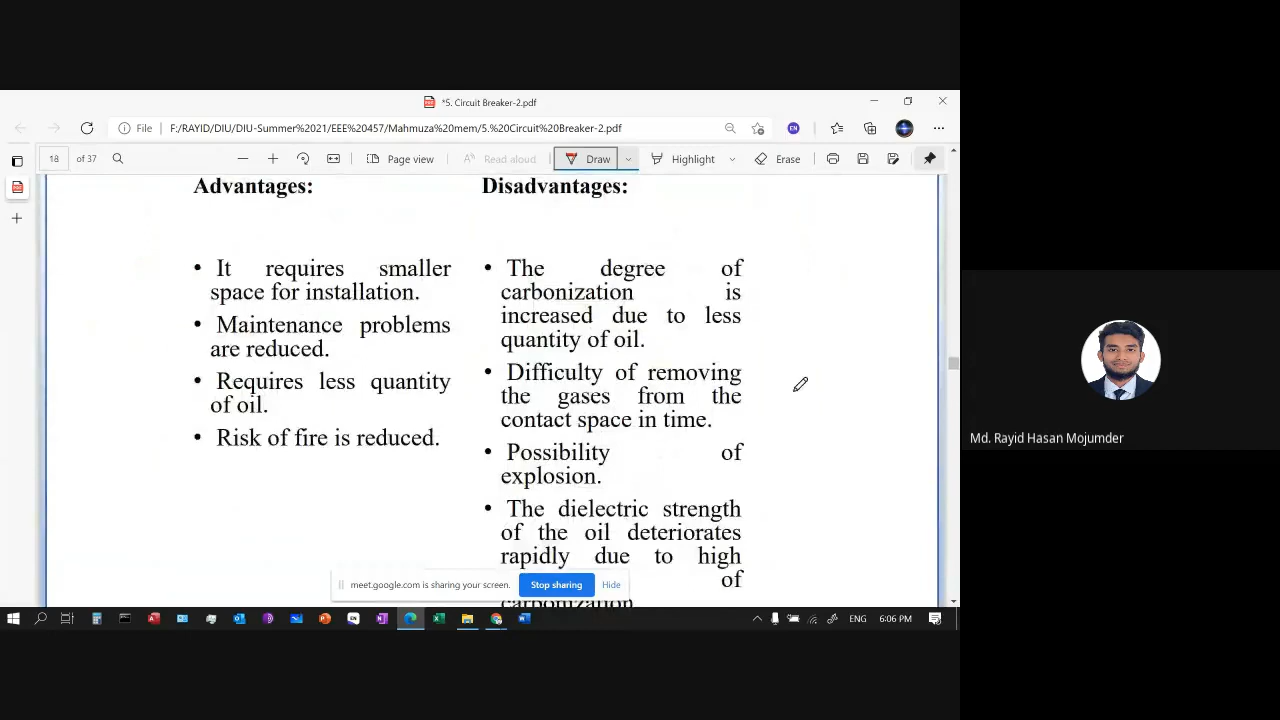 *5. Circuit Breaker-2.pdf
File F:/RAYID/DIU/DIU-Summer%2021/EEE%20457/Mahmuza%20mem/5.%20Circuit%20Breaker-2.pdf EN
18 of 37 Page view Read aloud Draw Highlight Erase
Advantages:
• It requires smaller
space for installation.
• Maintenance problems
are reduced.
• Requires less quantity
of oil.
• Risk of fire is reduced.
Disadvantages:
• The degree of
carbonization is
increased due to less
quantity of oil.
• Difficulty of removing
the gases from the
contact space in time.
• Possibility of
explosion.
• The dielectric strength
of the oil deteriorates
rapidly due to high
of
carbonization
meet.google.com is sharing your screen. Stop sharing Hide
ENG 6:06 PM
Md. Rayid Hasan Mojumder